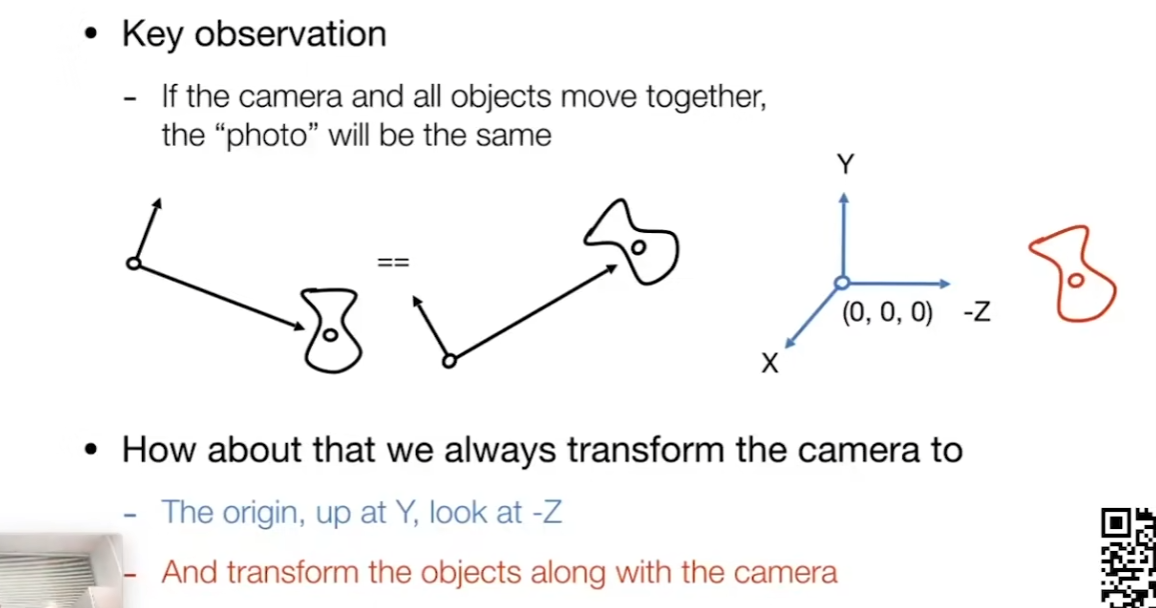 • Key observation
- If the camera and all objects move together,
the “photo” will be the same
Y
==
(0, 0, 0) -Z
X
• How about that we always transform the camera to
- The origin, up at Y, look at -Z
- And transform the objects along with the camera